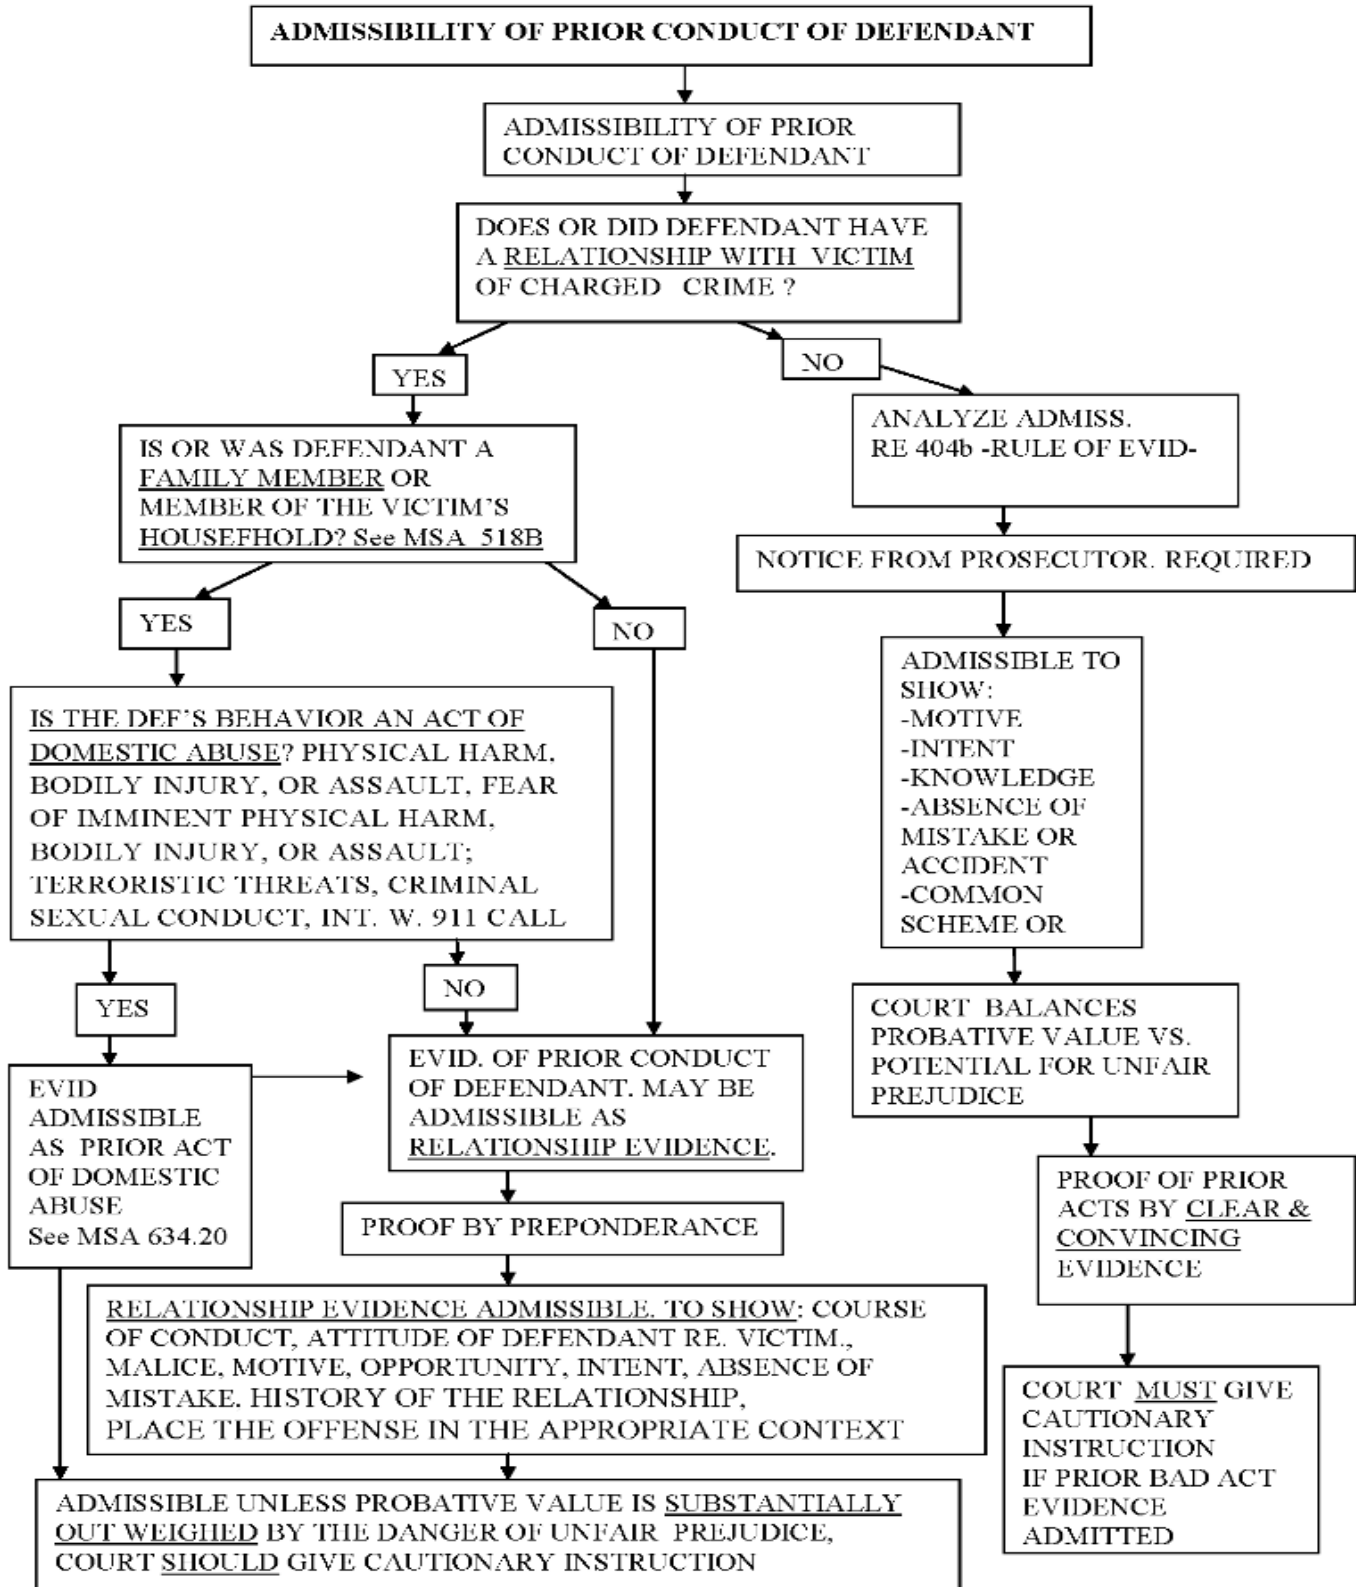 ADMISSIBILITY OF PRIOR CONDUCT OF DEFENDANT
ADMISSIBILITY OF PRIOR
CONDUCT OF DEFENDANT
DOES OR DID DEFENDANT HAVE
A RELATIONSHIP WITH VICTIM
OF CHARGED CRIME ?
YES
NO
IS OR WAS DEFENDANT A
FAMILY MEMBER OR
MEMBER OF THE VICTIM'S
HOUSEFHOLD? See MSA 518B
ANALYZE ADMISS.
RE 404b -RULE OF EVID-
NOTICE FROM PROSECUTOR. REQUIRED
YES
NO
IS THE DEF'S BEHAVIOR AN ACT OF
DOMESTIC ABUSE? PHYSICAL HARM,
BODILY INJURY, OR ASSAULT, FEAR
OF IMMINENT PHYSICAL HARM,
BODILY INJURY, OR ASSAULT;
TERRORISTIC THREATS, CRIMINAL
SEXUAL CONDUCT, INT. W. 911 CALL
ADMISSIBLE TO
SHOW:
-MOTIVE
-INTENT
-KNOWLEDGE
-ABSENCE OF
MISTAKE OR
ACCIDENT
-COMMON
SCHEME OR
YES
NO
EVID
ADMISSIBLE
AS PRIOR ACT
OF DOMESTIC
ABUSE
See MSA 634.20
EVID. OF PRIOR CONDUCT
OF DEFENDANT. MAY BE
ADMISSIBLE AS
RELATIONSHIP EVIDENCE.
COURT BALANCES
PROBATIVE VALUE VS.
POTENTIAL FOR UNFAIR
PREJUDICE
PROOF BY PREPONDERANCE
PROOF OF PRIOR
ACTS BY CLEAR &
CONVINCING
EVIDENCE
RELATIONSHIP EVIDENCE ADMISSIBLE. TO SHOW: COURSE
OF CONDUCT, ATTITUDE OF DEFENDANT RE. VICTIM.,
MALICE, MOTIVE, OPPORTUNITY, INTENT, ABSENCE OF
MISTAKE. HISTORY OF THE RELATIONSHIP,
PLACE THE OFFENSE IN THE APPROPRIATE CONTEXT
COURT MUST GIVE
CAUTIONARY
INSTRUCTION
IF PRIOR BAD ACT
EVIDENCE
ADMITTED
ADMISSIBLE UNLESS PROBATIVE VALUE IS SUBSTANTIALLY
OUT WEIGHED BY THE DANGER OF UNFAIR PREJUDICE,
COURT SHOULD GIVE CAUTIONARY INSTRUCTION